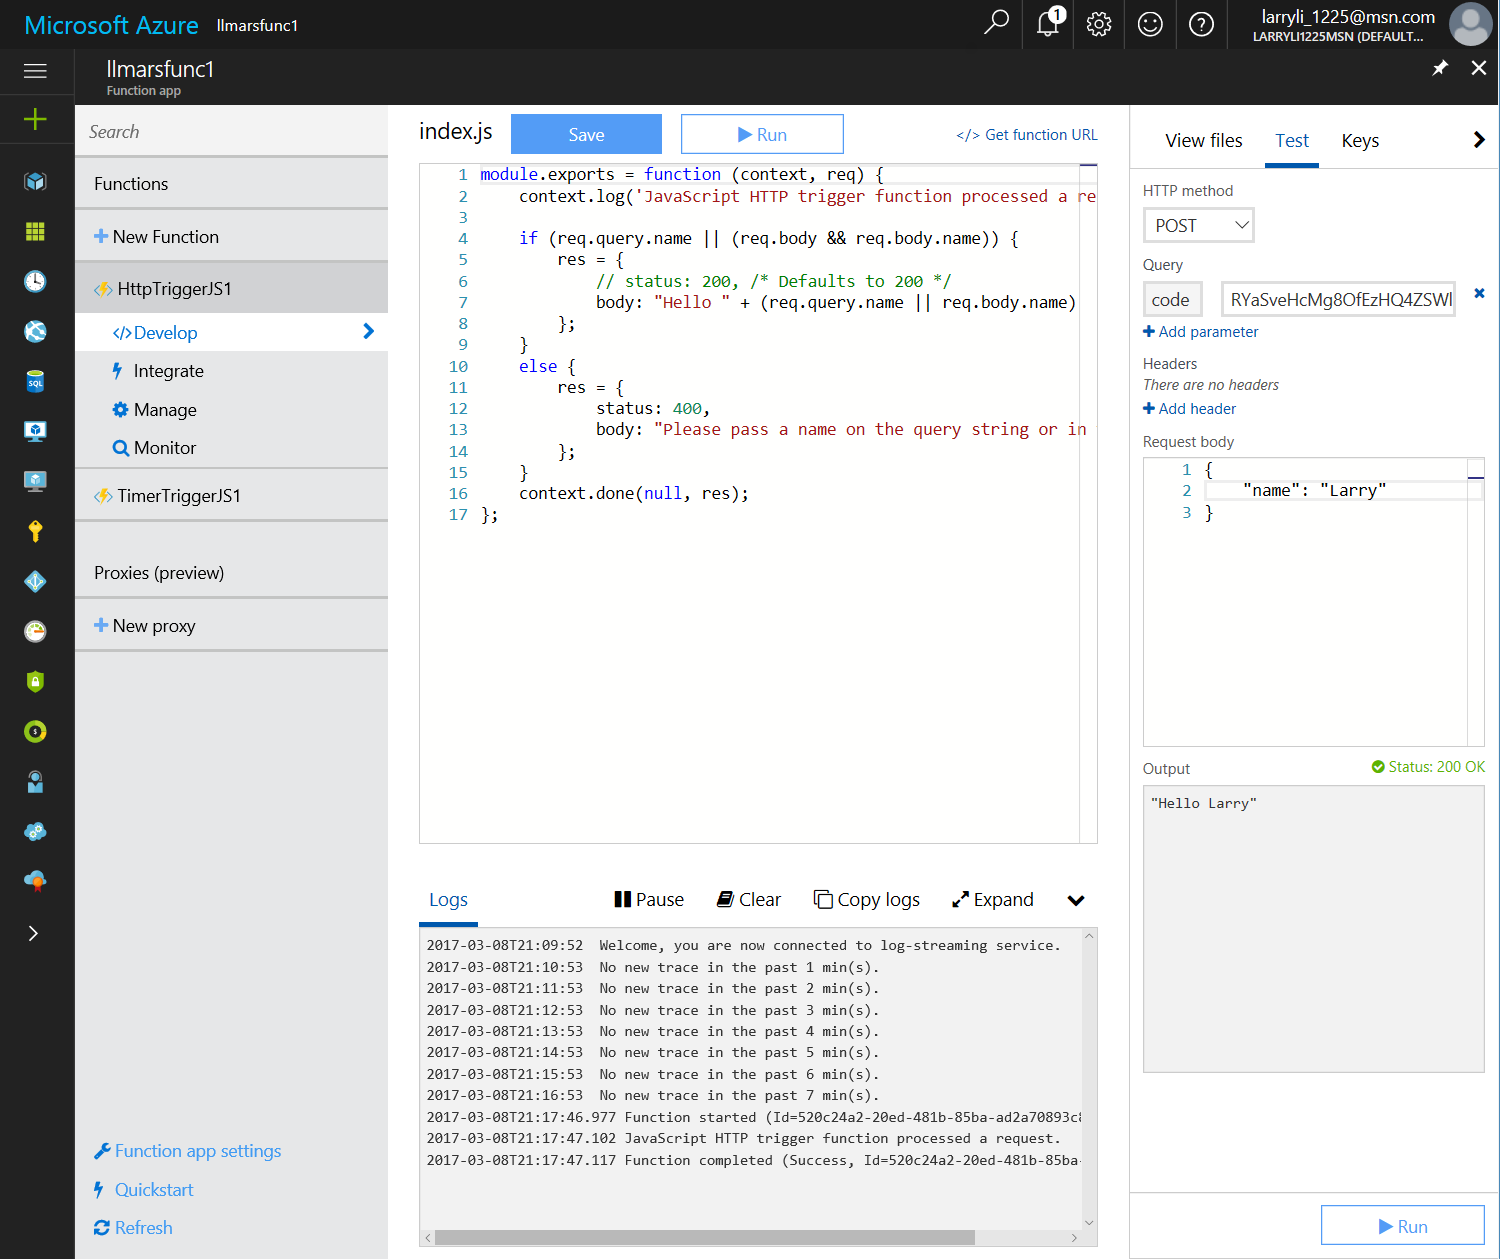 Microsoft Azure llmarsfunc1
1
larryli_1225@msn.com
LARRYLI1225MSN (DEFAULT...
llmarsfunc1
Function app
Search
Functions
New Function
HttpTriggerJS1
</> Develop
Integrate
Manage
Monitor
TimerTriggerJS1
Proxies (preview)
New proxy
Function app settings
Quickstart
Refresh
SQL
index.js Save Run </> Get function URL
1 module.exports = function (context, req) {
2 context.log('JavaScript HTTP trigger function processed a re
3
4 if (req.query.name || (req.body && req.body.name)) {
5 res = {
6 // status: 200, /* Defaults to 200 */
7 body: "Hello " + (req.query.name || req.body.name)
8 };
9 }
10 else {
11 res = {
12 status: 400,
13 body: "Please pass a name on the query string or in
14 };
15 }
16 context.done(null, res);
17 };
Logs Pause Clear Copy logs Expand
2017-03-08T21:09:52 Welcome, you are now connected to log-streaming service.
2017-03-08T21:10:53 No new trace in the past 1 min(s).
2017-03-08T21:11:53 No new trace in the past 2 min(s).
2017-03-08T21:12:53 No new trace in the past 3 min(s).
2017-03-08T21:13:53 No new trace in the past 4 min(s).
2017-03-08T21:14:53 No new trace in the past 5 min(s).
2017-03-08T21:15:53 No new trace in the past 6 min(s).
2017-03-08T21:16:53 No new trace in the past 7 min(s).
2017-03-08T21:17:46.977 Function started (Id=520c24a2-20ed-481b-85ba-ad2a70893c8
2017-03-08T21:17:47.102 JavaScript HTTP trigger function processed a request.
2017-03-08T21:17:47.117 Function completed (Success, Id=520c24a2-20ed-481b-85ba-
View files Test Keys
HTTP method
POST
Query
code RYaSveHcMg8OfEzHQ4ZSWl
Add parameter
Headers
There are no headers
Add header
Request body
1 {
2 "name": "Larry"
3 }
Output Status: 200 OK
"Hello Larry"
Run